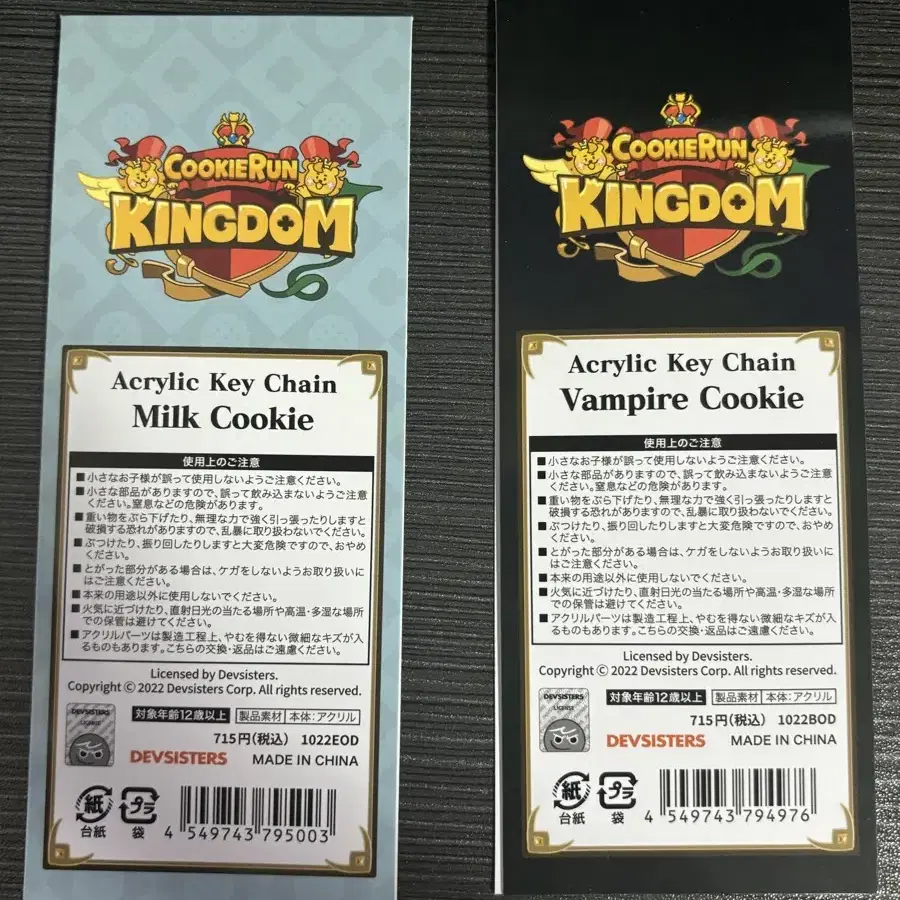 COOKIERUN
KINGDOM
Acrylic Key Chain
Milk Cookie
使用上のご注意
■小さなお子様が誤って使用しないようご注意ください。
■小さな部品がありますので、誤って飲み込まないようご注意
ください。窒息などの危険があります。
■重い物をぶら下げたり、無理な力で強く引っ張ったりしますと
破損する恐れがありますので、乱暴に取り扱わないでください。
■ぶつけたり、振り回したりしますと大変危険ですので、おやめ
ください。
■とがった部分がある場合は、ケガをしないようお取り扱いに
はご注意ください。
■本来の用途以外に使用しないでください。
■火気に近づけたり、直射日光の当たる場所や高温・多湿な場所
での保管は避けてください。
■アクリルパーツは製造工程上、やむを得ない微細なキズが入
るものもあります。こちらの交換・返品はご遠慮ください。
Licensed by Devsisters.
Copyright © 2022 Devsisters Corp. All rights reserved.
DEVSISTERS
LICENSE
対象年齢12歳以上 製品素材 本体:アクリル
715円(税込) 1022EOD
DEVSISTERS MADE IN CHINA
紙 プラ
台紙 袋
4 549743 795003
COOKIERUN
KINGDOM
Acrylic Key Chain
Vampire Cookie
使用上のご注意
■小さなお子様が誤って使用しないようご注意ください。
■小さな部品がありますので、誤って飲み込まないようご注意
ください。窒息などの危険があります。
■重い物をぶら下げたり、無理な力で強く引っ張ったりしますと
破損する恐れがありますので、乱暴に取り扱わないでください。
■ぶつけたり、振り回したりしますと大変危険ですので、おやめ
ください。
■とがった部分がある場合は、ケガをしないようお取り扱いに
はご注意ください。
■本来の用途以外に使用しないでください。
■火気に近づけたり、直射日光の当たる場所や高温・多湿な場所
での保管は避けてください。
■アクリルパーツは製造工程上、やむを得ない微細なキズが入
るものもあります。こちらの交換・返品はご遠慮ください。
Licensed by Devsisters.
Copyright © 2022 Devsisters Corp. All rights reserved.
DEVSISTERS
LICENSE
対象年齢12歳以上 製品素材 本体:アクリル
715円(税込) 1022BOD
DEVSISTERS MADE IN CHINA
紙 プラ
台紙 袋
4 549743 794976